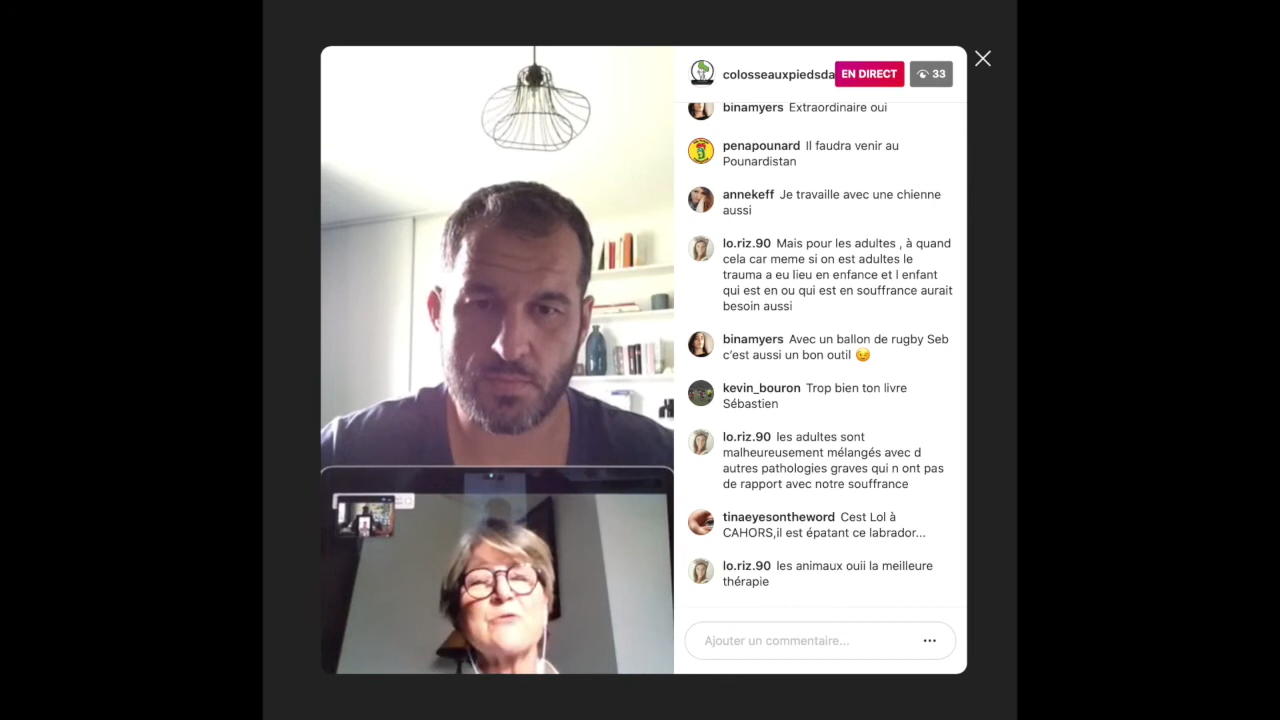 colosseauxpiedsda
EN DIRECT
33
binamyers Extraordinaire oui
penapounard Il faudra venir au
Pounardistan
annekeff Je travaille avec une chienne
aussi
lo.riz.90 Mais pour les adultes , à quand
cela car meme si on est adultes le
trauma a eu lieu en enfance et l enfant
qui est en ou qui est en souffrance aurait
besoin aussi
binamyers Avec un ballon de rugby Seb
c'est aussi un bon outil 😉
kevin_bouron Trop bien ton livre
Sébastien
lo.riz.90 les adultes sont
malheureusement mélangés avec d
autres pathologies graves qui n ont pas
de rapport avec notre souffrance
tinaeyesontheword Cest Lol à
CAHORS,il est épatant ce labrador...
lo.riz.90 les animaux ouii la meilleure
thérapie
Ajouter un commentaire...